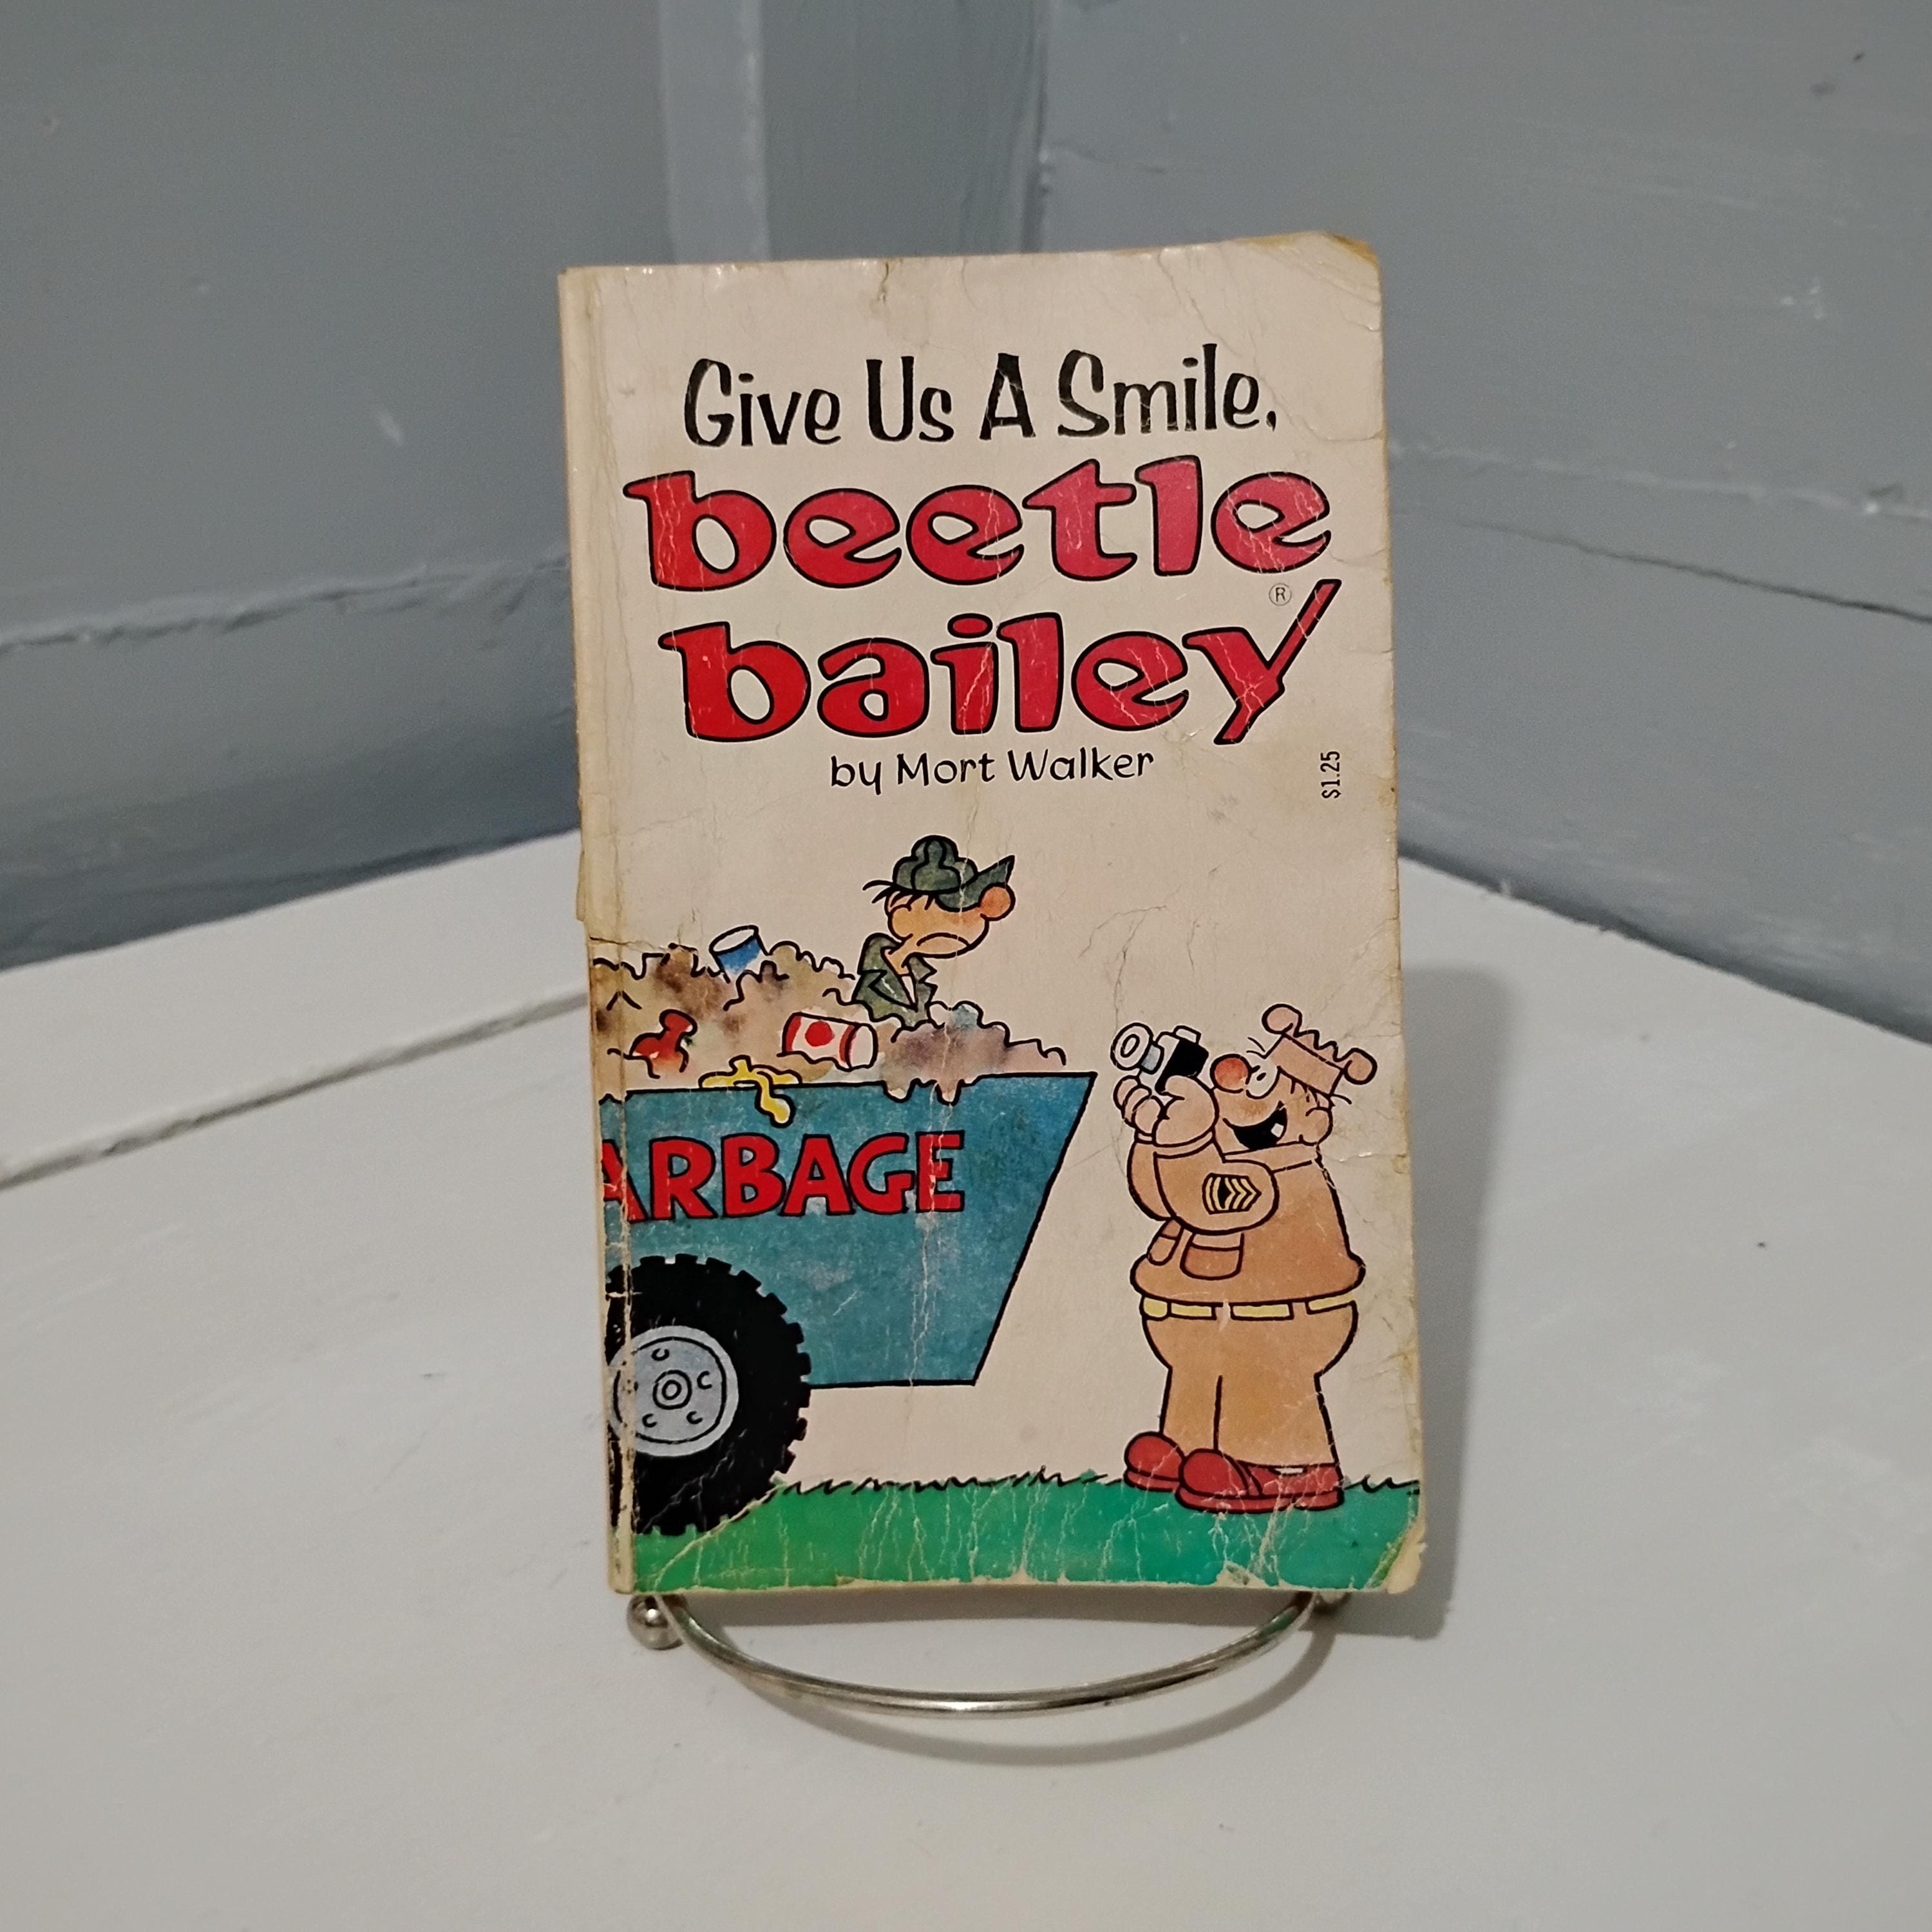 Give Us A Smile,
beetle
bailey®
by Mort Walker
$1.25
ARBAGE